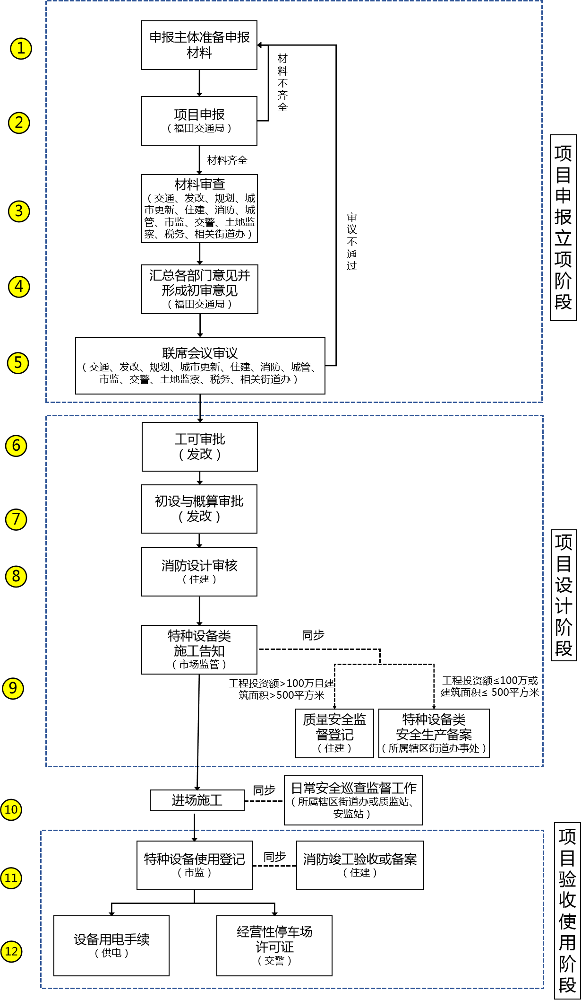 1
申报主体准备申报
材料
材料不齐全
2
项目申报
（福田交通局）
材料齐全
3
材料审查
（交通、发改、规划、城
市更新、住建、消防、城
管、市监、交警、土地监
察、税务、相关街道办）
审议不通过
4
汇总各部门意见并
形成初审意见
（福田交通局）
5
联席会议审议
（交通、发改、规划、城市更新、住建、消防、城管、
市监、交警、土地监察、税务、相关街道办）
项目申报立项阶段
6
工可审批
（发改）
7
初设与概算审批
（发改）
8
消防设计审核
（住建）
9
特种设备类
施工告知
（市场监管）
同步
工程投资额>100万且建
筑面积>500平方米
工程投资额≤100万或
建筑面积≤ 500平方米
质量安全监
督登记
（住建）
特种设备类
安全生产备案
（所属辖区街道办事处）
项目设计阶段
10
进场施工
同步
日常安全巡查监督工作
（所属辖区街道办或质监站、
安监站）
11
特种设备使用登记
（市监）
同步
消防竣工验收或备案
（住建）
12
设备用电手续
（供电）
经营性停车场
许可证
（交警）
项目验收使用阶段